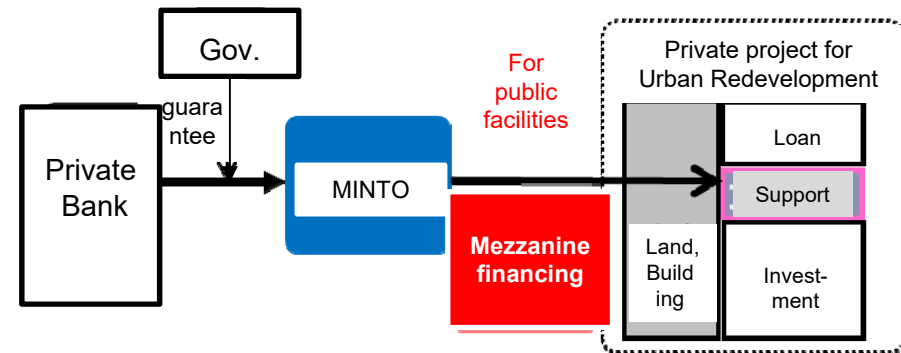 Gov.
guara
ntee
Private
Bank
MINTO
For
public
facilities
Mezzanine
financing
Private project for
Urban Redevelopment
Land,
Build
ing
Loan
Support
Invest-
ment